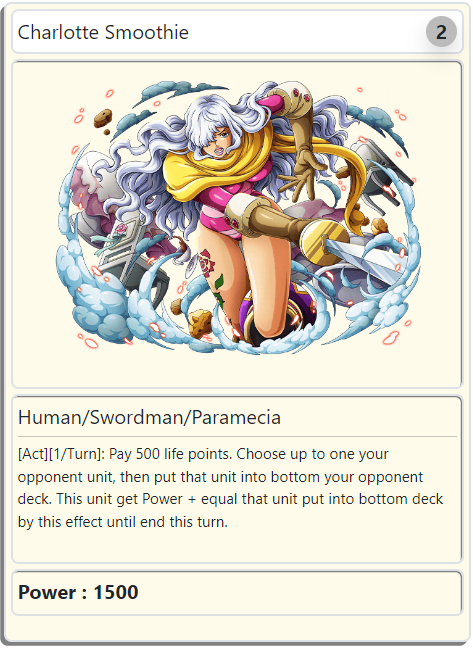 Charlotte Smoothie
2
Human/Swordman/Paramecia
[Act][1/Turn]: Pay 500 life points. Choose up to one your
opponent unit, then put that unit into bottom your opponent
deck. This unit get Power + equal that unit put into bottom deck
by this effect until end this turn.
Power : 1500